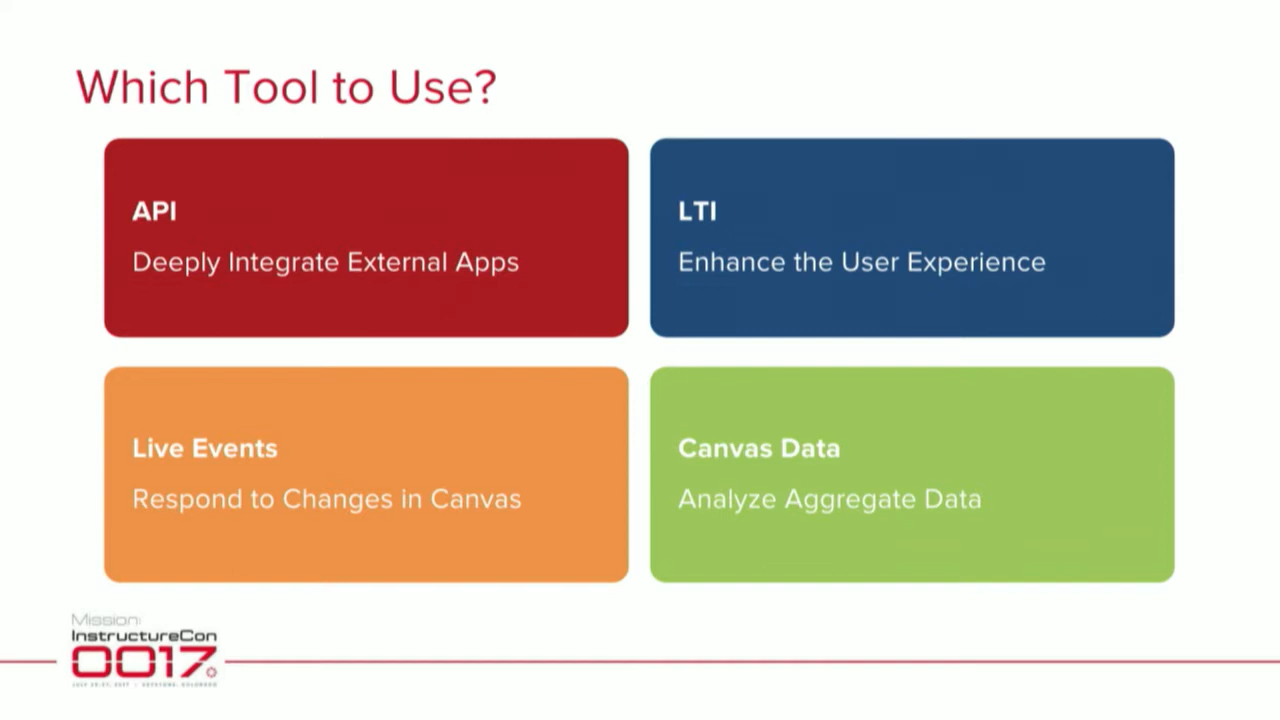 Which Tool to Use?
API
Deeply Integrate External Apps
LTI
Enhance the User Experience
Live Events
Respond to Changes in Canvas
Canvas Data
Analyze Aggregate Data
Mission:
InstructureCon
0017